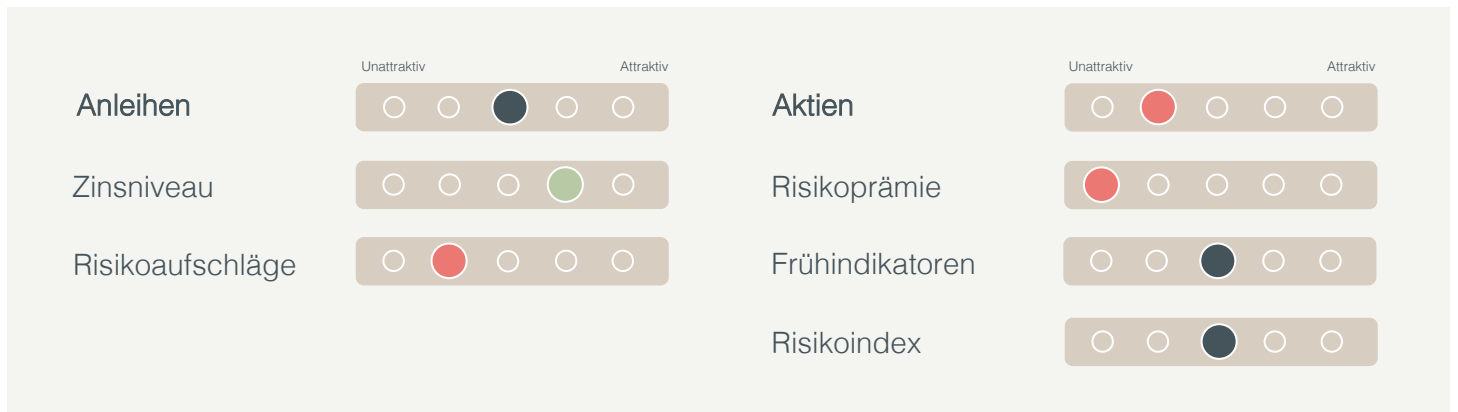 Unattraktiv Attraktiv
Anleihen
Zinsniveau
Risikoaufschläge
Unattraktiv Attraktiv
Aktien
Risikoprämie
Frühindikatoren
Risikoindex